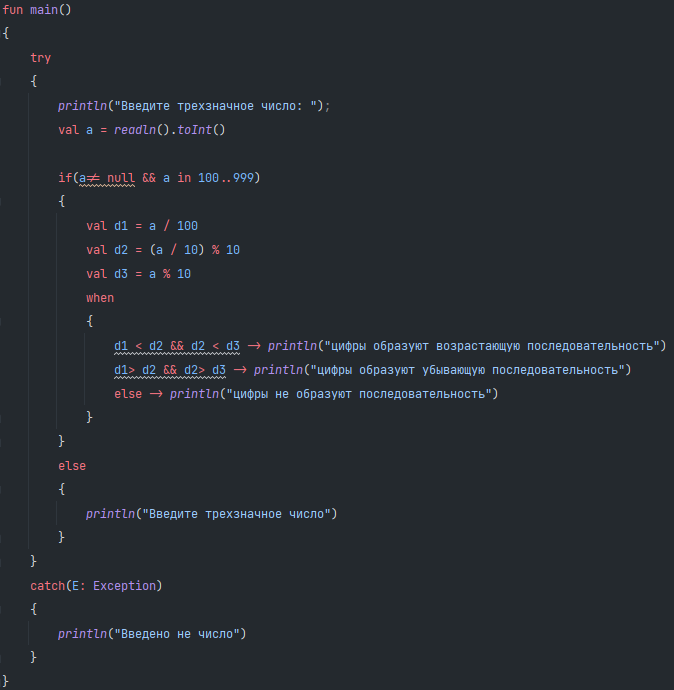 fun main()
{
    try
    {
        println("Введите трехзначное число: ");
        val a = readln().toInt()

        if(a≠ null && a in 100..999)
        {
            val d1 = a / 100
            val d2 = (a / 10) % 10
            val d3 = a % 10
            when
            {
                d1 < d2 && d2 < d3 → println("цифры образуют возрастающую последовательность")
                d1> d2 && d2> d3 → println("цифры образуют убывающую последовательность")
                else → println("цифры не образуют последовательность")
            }
        }
        else
        {
            println("Введите трехзначное число")
        }
    }
    catch(E: Exception)
    {
        println("Введено не число")
    }
}